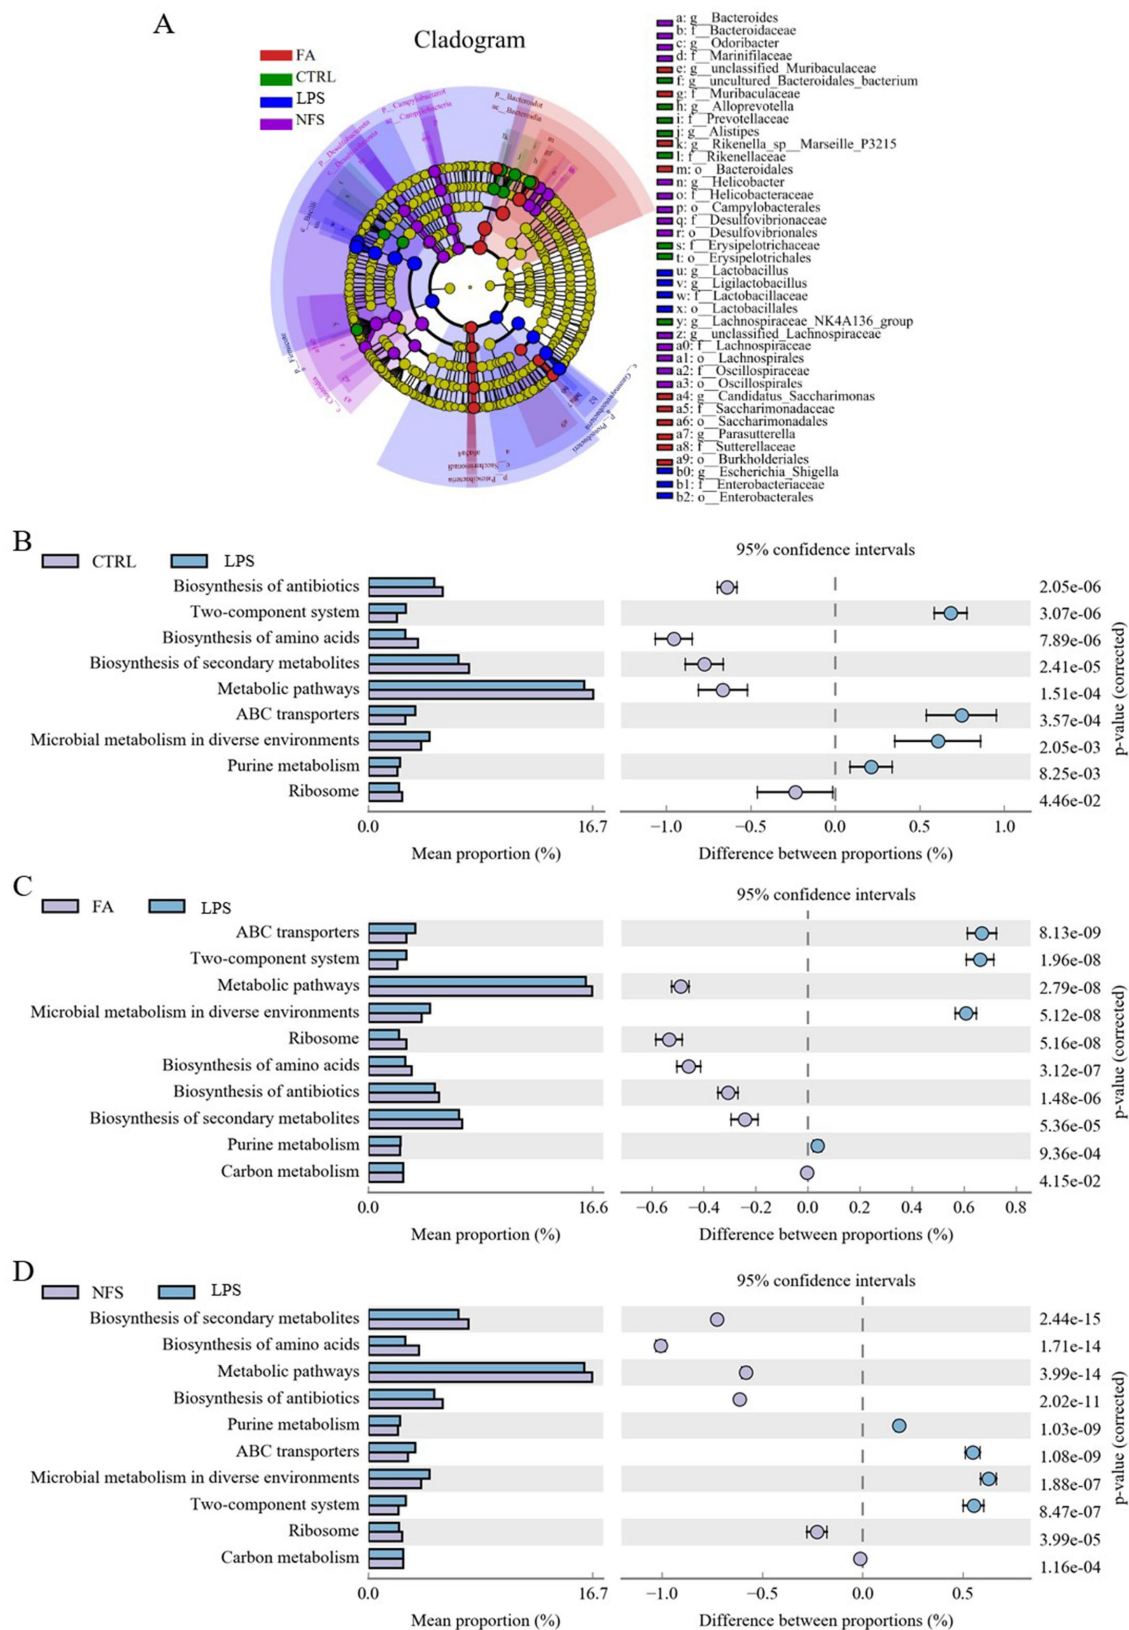 A
Cladogram
FA
CTRL
LPS
NFS
a: g__Bacteroides
b: f__Bacteroidaceae
c: g__Odoribacter
d: f__Marinifilaceae
e: g__unclassified_Muribaculaceae
f: g__uncultured_Bacteroidales_bacterium
g: f__Muribaculaceae
h: g__Alloprevotella
i: f__Prevotellaceae
j: g__Alistipes
k: g__Rikenella_sp__Marseille_P3215
l: f__Rikenellaceae
m: o__Bacteroidales
n: g__Helicobacter
o: f__Helicobacteraceae
p: o__Campylobacterales
q: f__Desulfovibrionaceae
r: o__Desulfovibrionales
s: f__Erysipelotrichaceae
t: o__Erysipelotrichales
u: g__Lactobacillus
v: g__Ligilactobacillus
w: f__Lactobacillaceae
x: o__Lactobacillales
y: g__Lachnospiraceae_NK4A136_group
z: g__unclassified_Lachnospiraceae
a0: f__Lachnospiraceae
a1: o__Lachnospirales
a2: f__Oscillospiraceae
a3: o__Oscillospirales
a4: g__Candidatus_Saccharimonas
a5: f__Saccharimonadaceae
a6: o__Saccharimonadales
a7: g__Parasutterella
a8: f__Sutterellaceae
a9: o__Burkholderiales
b0: g__Escherichia_Shigella
b1: f__Enterobacteriaceae
b2: o__Enterobacterales
B
CTRL LPS
95% confidence intervals
Biosynthesis of antibiotics 2.05e-06
Two-component system 3.07e-06
Biosynthesis of amino acids 7.89e-06
Biosynthesis of secondary metabolites 2.41e-05
Metabolic pathways 1.51e-04
ABC transporters 3.57e-04
Microbial metabolism in diverse environments 2.05e-03
Purine metabolism 8.25e-03
Ribosome 4.46e-02
p-value (corrected)
0.0 16.7 −1.0 −0.5 0.0 0.5 1.0
Mean proportion (%) Difference between proportions (%)
C
FA LPS
95% confidence intervals
ABC transporters 8.13e-09
Two-component system 1.96e-08
Metabolic pathways 2.79e-08
Microbial metabolism in diverse environments 5.12e-08
Ribosome 5.16e-08
Biosynthesis of amino acids 3.12e-07
Biosynthesis of antibiotics 1.48e-06
Biosynthesis of secondary metabolites 5.36e-05
Purine metabolism 9.36e-04
Carbon metabolism 4.15e-02
p-value (corrected)
0.0 16.6 −0.6 −0.4 −0.2 0.0 0.2 0.4 0.6 0.8
Mean proportion (%) Difference between proportions (%)
D
NFS LPS
95% confidence intervals
Biosynthesis of secondary metabolites 2.44e-15
Biosynthesis of amino acids 1.71e-14
Metabolic pathways 3.99e-14
Biosynthesis of antibiotics 2.02e-11
Purine metabolism 1.03e-09
ABC transporters 1.08e-09
Microbial metabolism in diverse environments 1.88e-07
Two-component system 8.47e-07
Ribosome 3.99e-05
Carbon metabolism 1.16e-04
p-value (corrected)
0.0 16.7 −1.0 −0.5 0.0 0.5
Mean proportion (%) Difference between proportions (%)